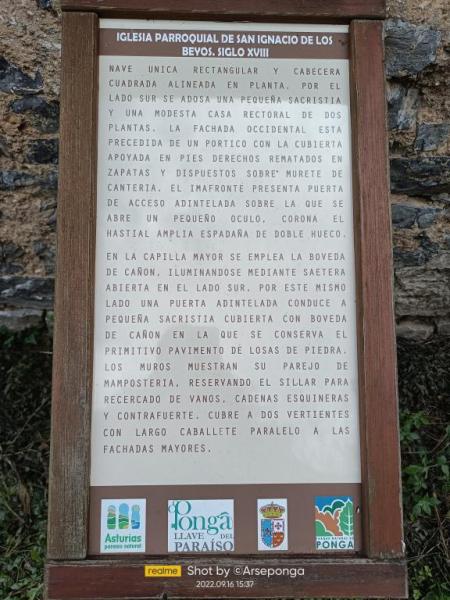 IGLESIA PARROQUIAL DE SAN IGNACIO DE LOS
BEYOS. SIGLO XVIII
NAVE UNICA RECTANGULAR Y CABECERA
CUADRADA ALINEADA EN PLANTA. POR EL
LADO SUR SE ADOSA UNA PEQUEÑA SACRISTIA
Y UNA MODESTA CASA RECTORAL DE DOS
PLANTAS. LA FACHADA OCCIDENTAL ESTA
PRECEDIDA DE UN PORTICO CON LA CUBIERTA
APOYADA EN PIES DERECHOS REMATADOS EN
ZAPATAS Y DISPUESTOS SOBRE MURETE DE
CANTERIA. EL IMAFRONTE PRESENTA PUERTA
DE ACCESO ADINTELADA SOBRE LA QUE SE
ABRE UN PEQUEÑO OCULO. CORONA EL
HASTIAL AMPLIA ESPADAÑA DE DOBLE HUECO.
EN LA CAPILLA MAYOR SE EMPLEA LA BOVEDA
DE CAÑON, ILUMINANDOSE MEDIANTE SAETERA
ABIERTA EN EL LADO SUR. POR ESTE MISMO
LADO UNA PUERTA ADINTELADA CONDUCE A
PEQUEÑA SACRISTIA CUBIERTA CON BOVEDA
DE CAÑON EN LA QUE SE CONSERVA EL
PRIMITIVO PAVIMENTO DE LOSAS DE PIEDRA.
LOS MUROS MUESTRAN SU PAREJO DE
MAMPOSTERIA, RESERVANDO EL SILLAR PARA
RECERCADO DE VANOS, CADENAS ESQUINERAS
Y CONTRAFUERTE. CUBRE A DOS VERTIENTES
CON LARGO CABALLETE PARALELO A LAS
FACHADAS MAYORES.
Asturias
paraíso natural
Ponga
LLAVE DEL
PARAÍSO
PARQUE NATURAL DE
PONGA
realme Shot by ©Arseponga
2022.09.16 15:37